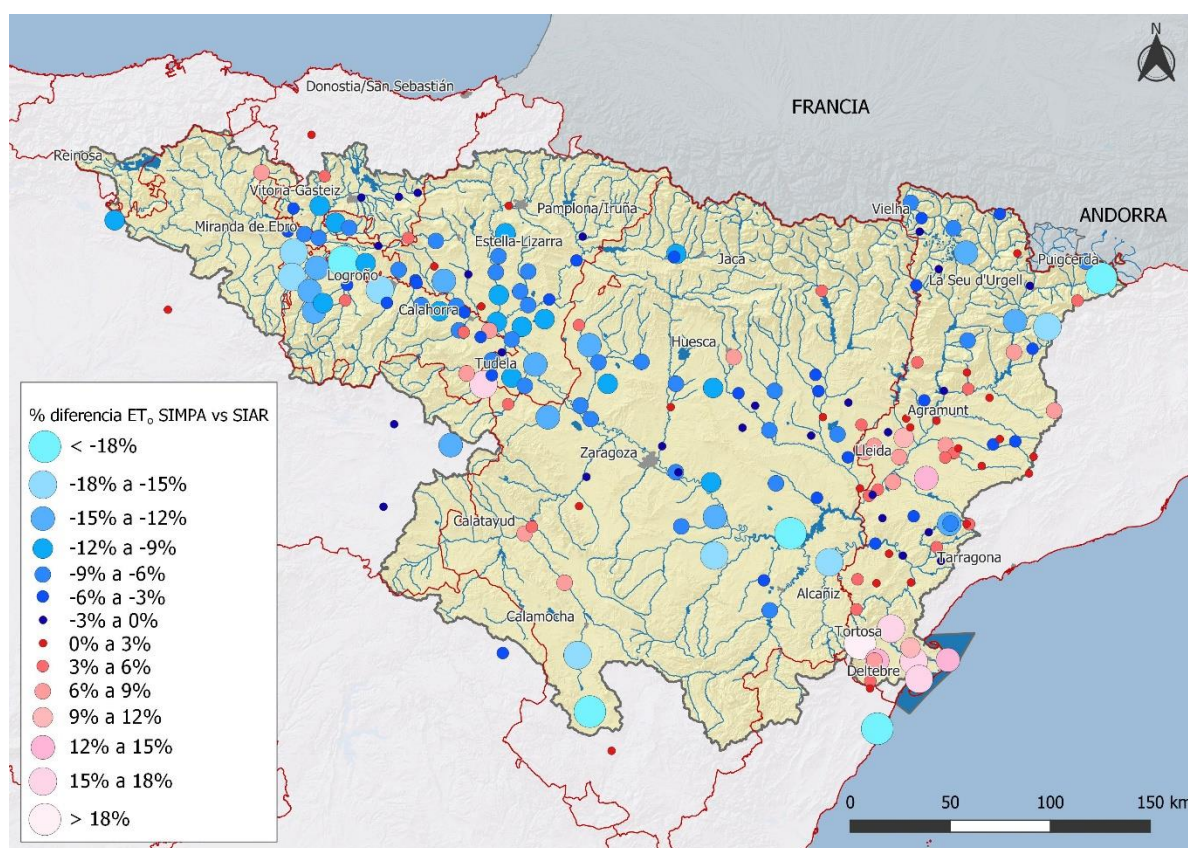 N
Donostia/San Sebastián
FRANCIA
Reinosa
Vitoria-Gasteiz
Vielha
ANDORRA
Pamplona/Iruña
Miranda de Ebro
Estella-Lizarra
Jaca
Puigcerdà
Logroño
La Seu d'Urgell
Calahorra
Huesca
Tudela
Agramunt
Zaragoza
Lleida
Calatayud
Tarragona
Alcañiz
Calamocha
Tortosa
Deltebre
% diferencia ET₀ SIMPA vs SIAR
< -18%
-18% a -15%
-15% a -12%
-12% a -9%
-9% a -6%
-6% a -3%
-3% a 0%
0% a 3%
3% a 6%
6% a 9%
9% a 12%
12% a 15%
15% a 18%
> 18%
0 50 100 150 km